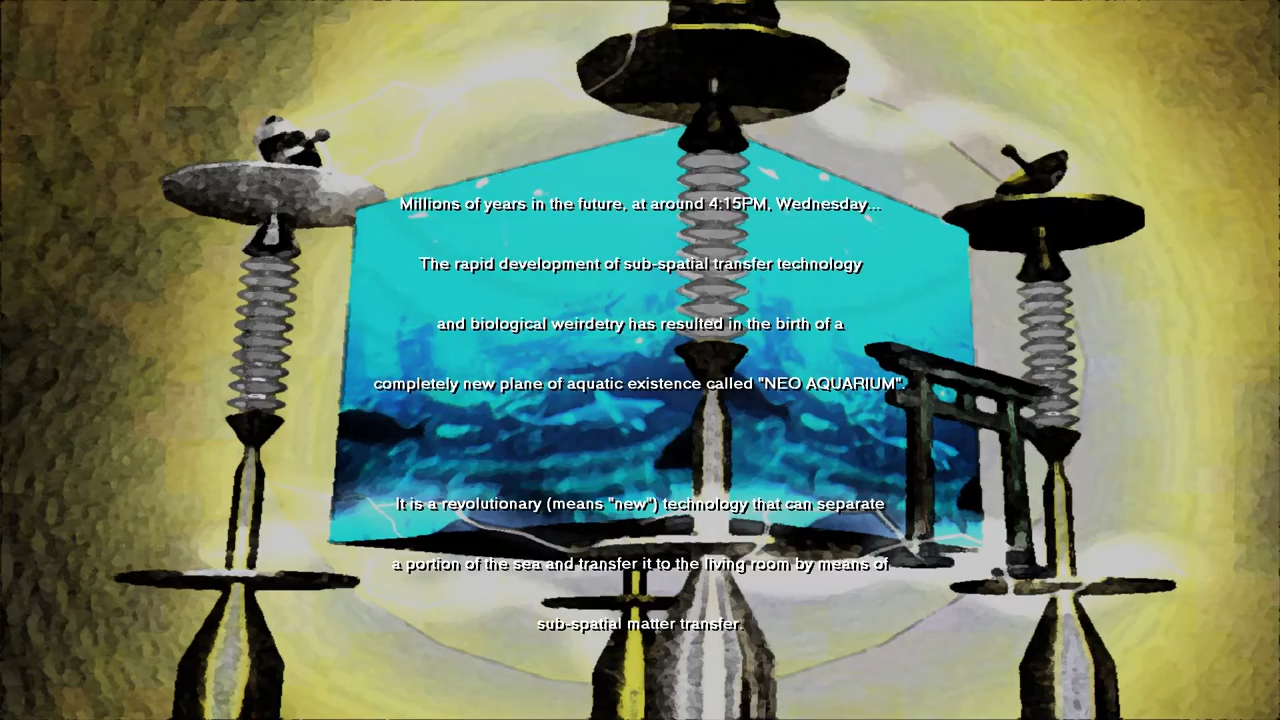 Millions of years in the future, at around 4:15PM, Wednesday...
The rapid development of sub-spatial transfer technology
and biological weirdetry has resulted in the birth of a
completely new plane of aquatic existence called "NEO AQUARIUM".
It is a revolutionary (means "new") technology that can separate
a portion of the sea and transfer it to the living room by means of
sub-spatial matter transfer.